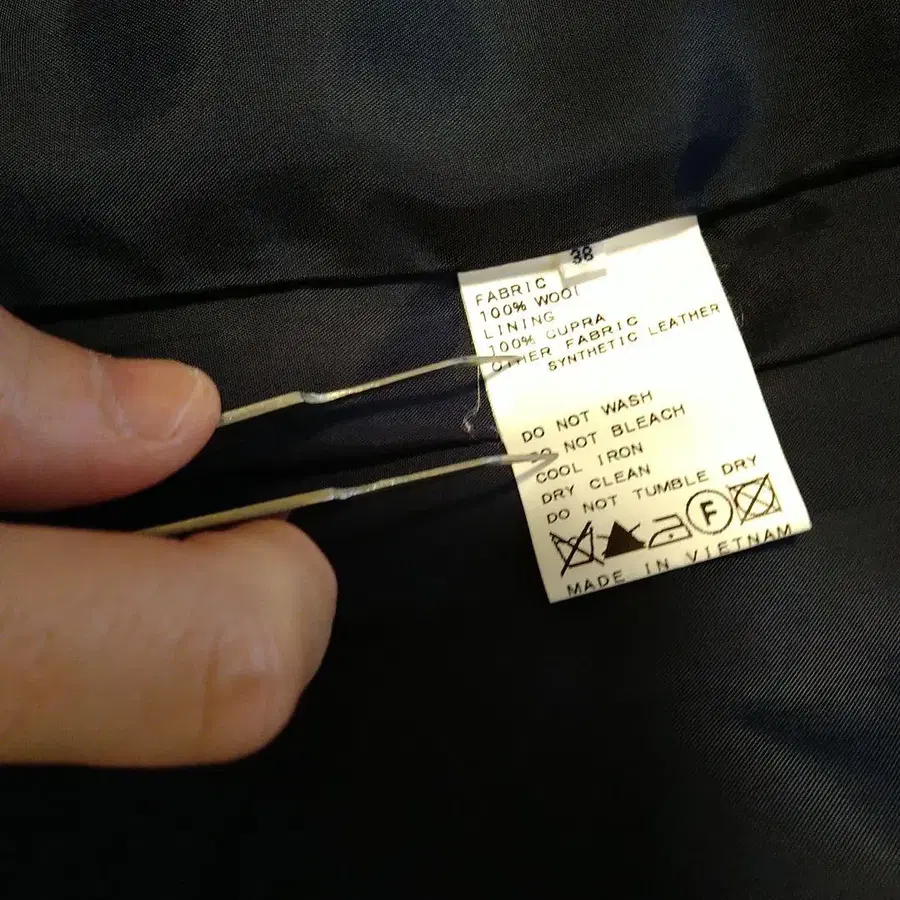 38
FABRIC
100% WOOL
LINING
100% CUPRA
OTHER FABRIC
SYNTHETIC LEATHER
DO NOT WASH
DO NOT BLEACH
COOL IRON
DRY CLEAN
DO NOT TUMBLE DRY
F
MADE IN VIETNAM